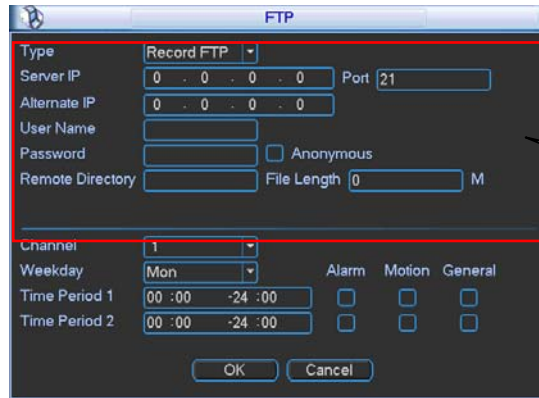 FTP
Type Record FTP
Server IP 0 . 0 . 0 . 0 Port 21
Alternate IP 0 . 0 . 0 . 0
User Name
Password Anonymous
Remote Directory File Length 0 M
Channel 1
Weekday Mon Alarm Motion General
Time Period 1 00 :00 -24 :00
Time Period 2 00 :00 -24 :00
OK Cancel